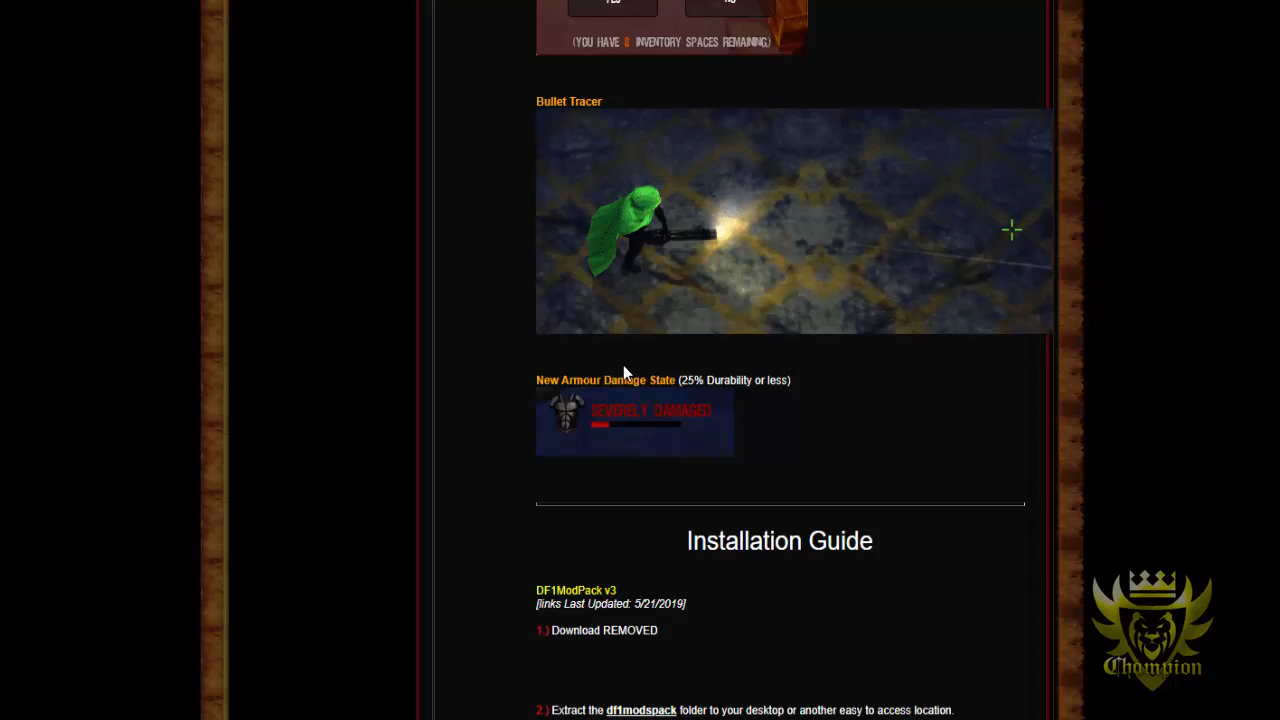 (YOU HAVE 0 INVENTORY SPACES REMAINING.)
Bullet Tracer
New Armour Damage State (25% Durability or less)
SEVERELY DAMAGED
Installation Guide
DF1ModPack v3
[links Last Updated: 5/21/2019]
1.) Download REMOVED
Champion
2.) Extract the df1modspack folder to your desktop or another easy to access location.